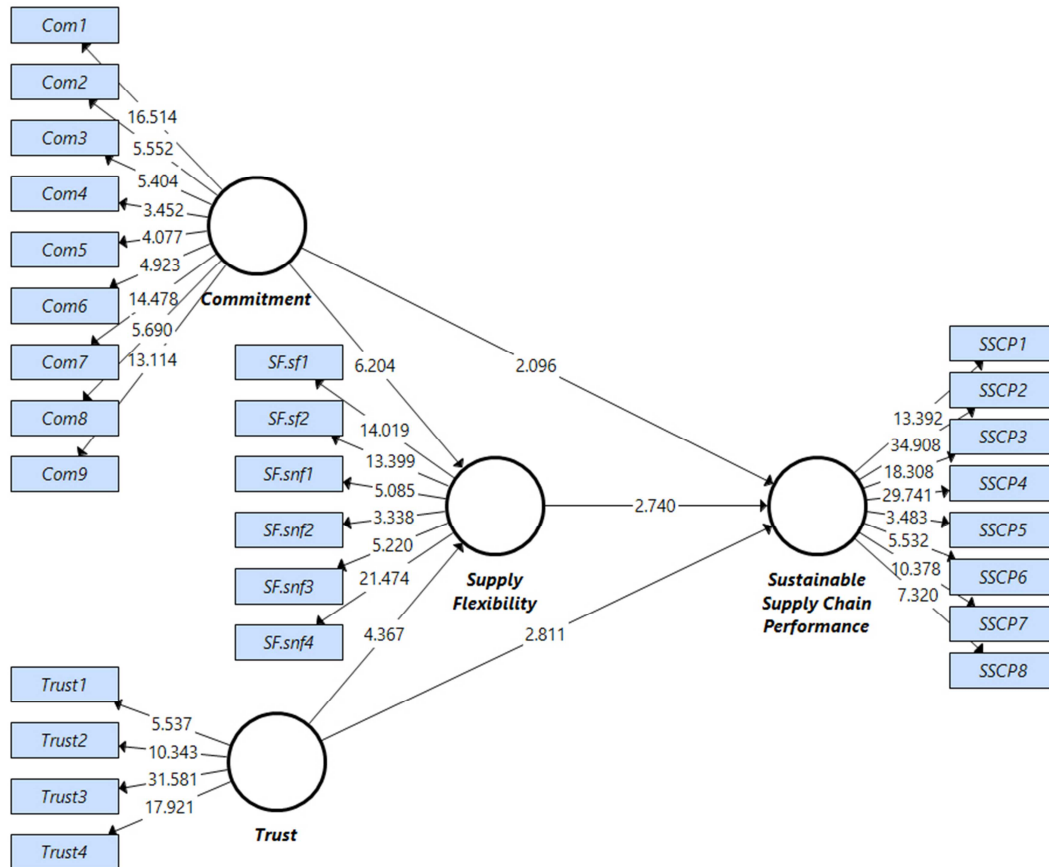 Com1
Com2
Com3
Com4
Com5
Com6
Com7
Com8
Com9
16.514
5.552
5.404
3.452
4.077
4.923
14.478
5.690
13.114
Commitment
6.204
2.096
SF.sf1
SF.sf2
SF.snf1
SF.snf2
SF.snf3
SF.snf4
14.019
13.399
5.085
3.338
5.220
21.474
Supply
Flexibility
2.740
4.367
2.811
Trust1
Trust2
Trust3
Trust4
5.537
10.343
31.581
17.921
Trust
Sustainable
Supply Chain
Performance
13.392
34.908
18.308
29.741
3.483
5.532
10.378
7.320
SSCP1
SSCP2
SSCP3
SSCP4
SSCP5
SSCP6
SSCP7
SSCP8